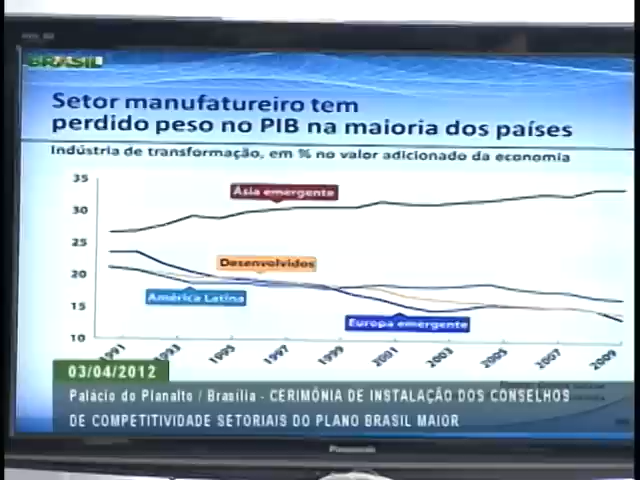 BRASIL
Setor manufatureiro tem
perdido peso no PIB na maioria dos países
Indústria de transformação, em % no valor adicionado da economia
35
30
25
20
15
10
Ásia emergente
Desenvolvidos
América Latina
Europa emergente
1991 1993 1995 1997 1999 2001 2003 2005 2007 2009
03/04/2012
Palácio do Planalto / Brasília - CERIMÔNIA DE INSTALAÇÃO DOS CONSELHOS
DE COMPETITIVIDADE SETORIAIS DO PLANO BRASIL MAIOR
Panasonic